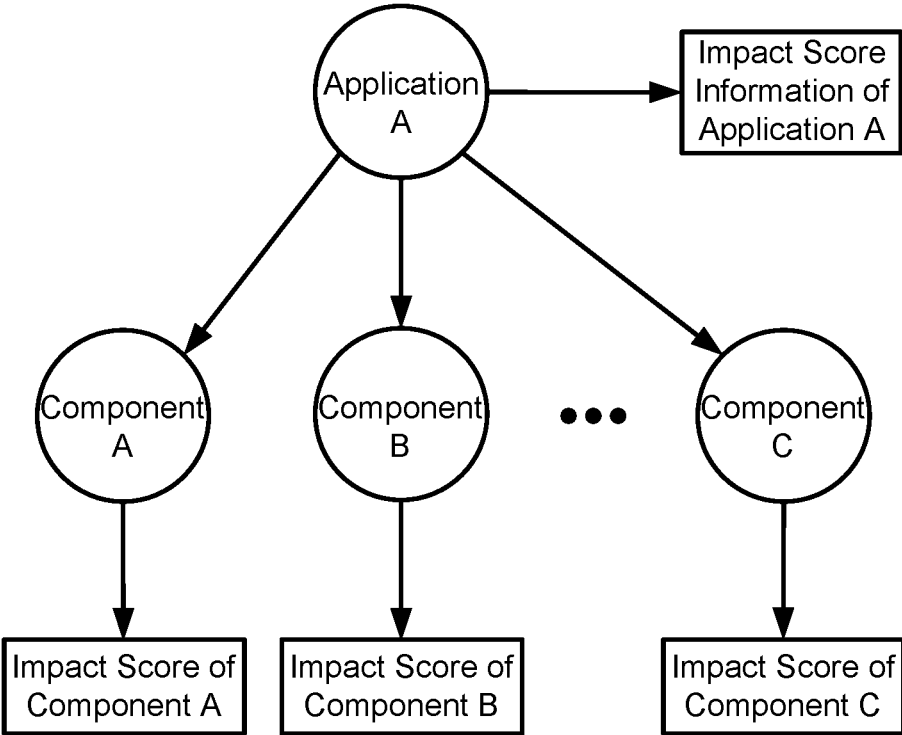 Application
A
Impact Score
Information of
Application A
Component
A
Component
B
Component
C
Impact Score of
Component A
Impact Score of
Component B
Impact Score of
Component C